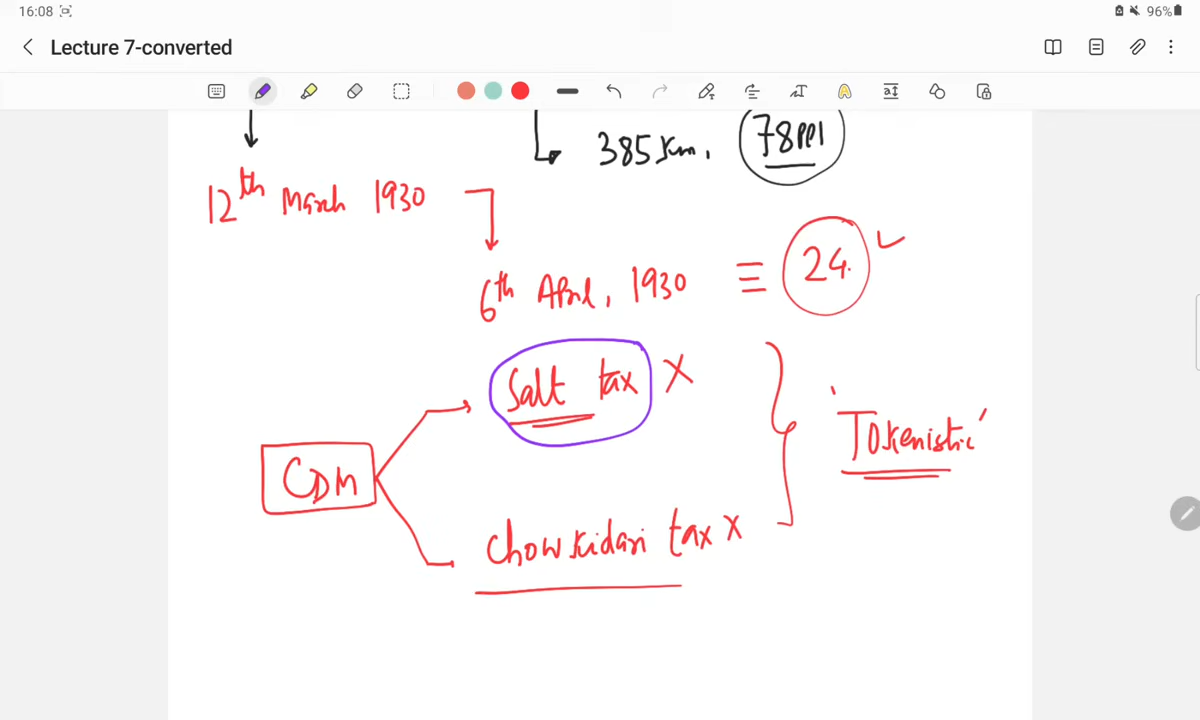 16:08 96%
Lecture 7-converted
385 Km. 78 ppl
12th March 1930
6th April, 1930 ≡ 24.
Salt tax X
'Tokenistic'
CDM
Chowkidari tax X